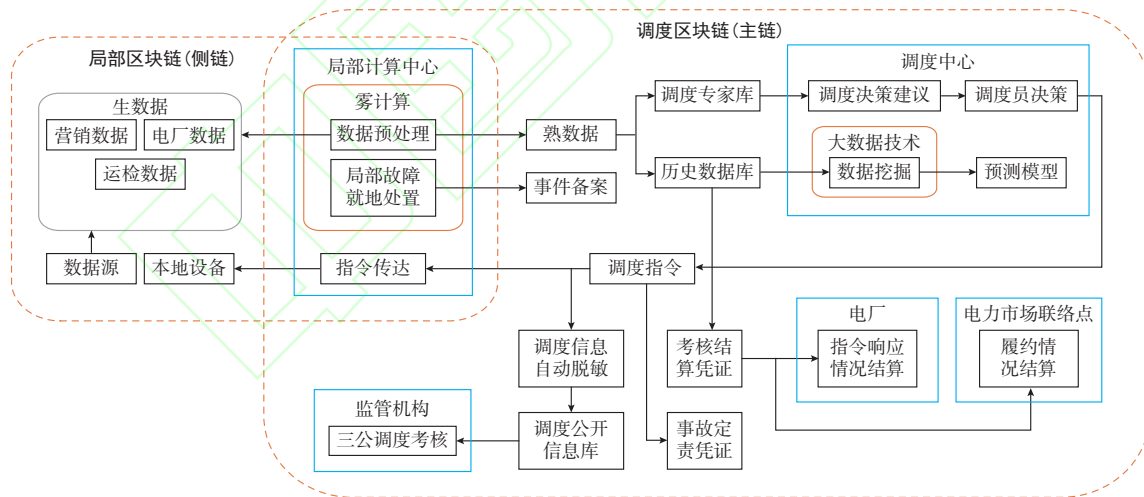 调度区块链(主链)
局部区块链(侧链)
局部计算中心
调度中心
雾计算
生数据
营销数据
电厂数据
运检数据
数据预处理
熟数据
调度专家库
调度决策建议
调度员决策
大数据技术
局部故障
就地处置
事件备案
历史数据库
数据挖掘
预测模型
数据源
本地设备
指令传达
调度指令
电厂
电力市场联络点
调度信息
自动脱敏
考核结
算凭证
指令响应
情况结算
履约情
况结算
监管机构
三公调度考核
调度公开
信息库
事故定
责凭证